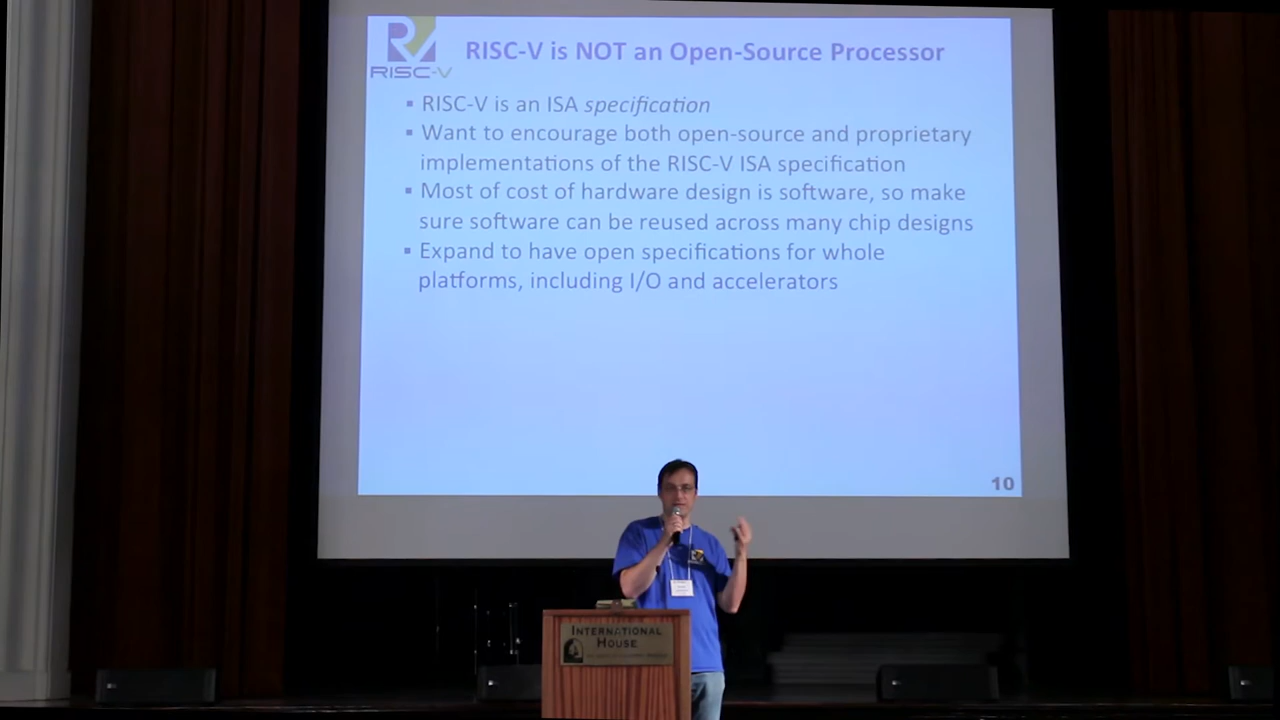 RISC-V
RISC-V is NOT an Open-Source Processor
▪ RISC-V is an ISA specification
▪ Want to encourage both open-source and proprietary
implementations of the RISC-V ISA specification
▪ Most of cost of hardware design is software, so make
sure software can be reused across many chip designs
▪ Expand to have open specifications for whole
platforms, including I/O and accelerators
10
INTERNATIONAL
HOUSE